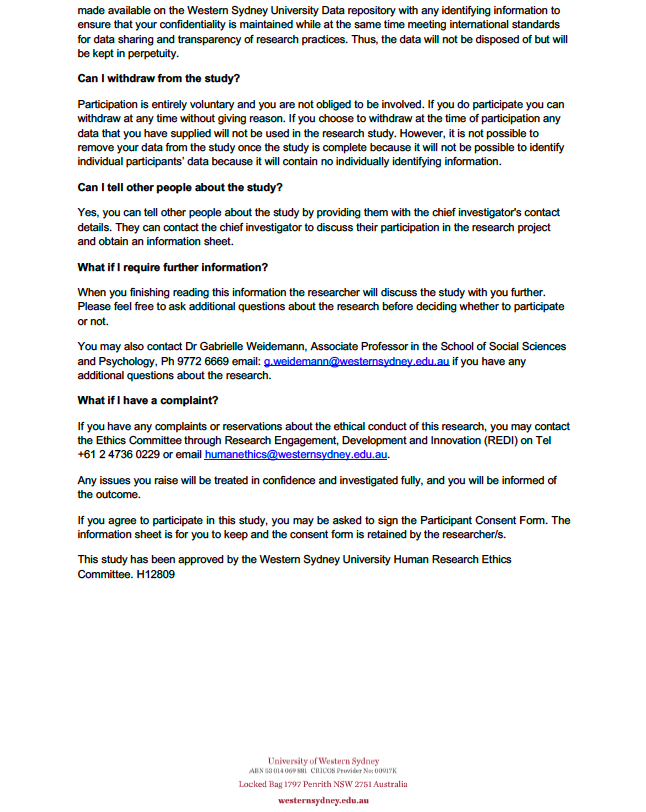 made available on the Western Sydney University Data repository with any identifying information to
ensure that your confidentiality is maintained while at the same time meeting international standards
for data sharing and transparency of research practices. Thus, the data will not be disposed of but will
be kept in perpetuity.
Can I withdraw from the study?
Participation is entirely voluntary and you are not obliged to be involved. If you do participate you can
withdraw at any time without giving reason. If you choose to withdraw at the time of participation any
data that you have supplied will not be used in the research study. However, it is not possible to
remove your data from the study once the study is complete because it will not be possible to identify
individual participants' data because it will contain no individually identifying information.
Can I tell other people about the study?
Yes, you can tell other people about the study by providing them with the chief investigator's contact
details. They can contact the chief investigator to discuss their participation in the research project
and obtain an information sheet.
What if I require further information?
When you finishing reading this information the researcher will discuss the study with you further.
Please feel free to ask additional questions about the research before deciding whether to participate
or not.
You may also contact Dr Gabrielle Weidemann, Associate Professor in the School of Social Sciences
and Psychology, Ph 9772 6669 email: g.weidemann@westernsydney.edu.au if you have any
additional questions about the research.
What if I have a complaint?
If you have any complaints or reservations about the ethical conduct of this research, you may contact
the Ethics Committee through Research Engagement, Development and Innovation (REDI) on Tel
+61 2 4736 0229 or email humanethics@westernsydney.edu.au.
Any issues you raise will be treated in confidence and investigated fully, and you will be informed of
the outcome.
If you agree to participate in this study, you may be asked to sign the Participant Consent Form. The
information sheet is for you to keep and the consent form is retained by the researcher/s.
This study has been approved by the Western Sydney University Human Research Ethics
Committee. H12809
University of Western Sydney
ABN 53 014 069 881 CRICOS Provider No: 00917K
Locked Bag 1797 Penrith NSW 2751 Australia
westernsydney.edu.au